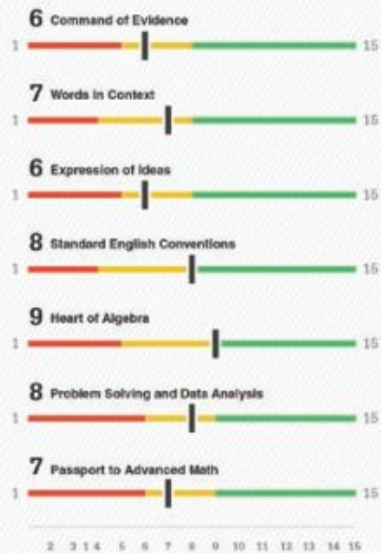 6 Command of Evidence
1 15
7 Words in Context
1 15
6 Expression of Ideas
1 15
8 Standard English Conventions
1 15
9 Heart of Algebra
1 15
8 Problem Solving and Data Analysis
1 15
7 Passport to Advanced Math
1 15
2 3 1 4 5 6 7 8 9 10 11 12 13 14 15